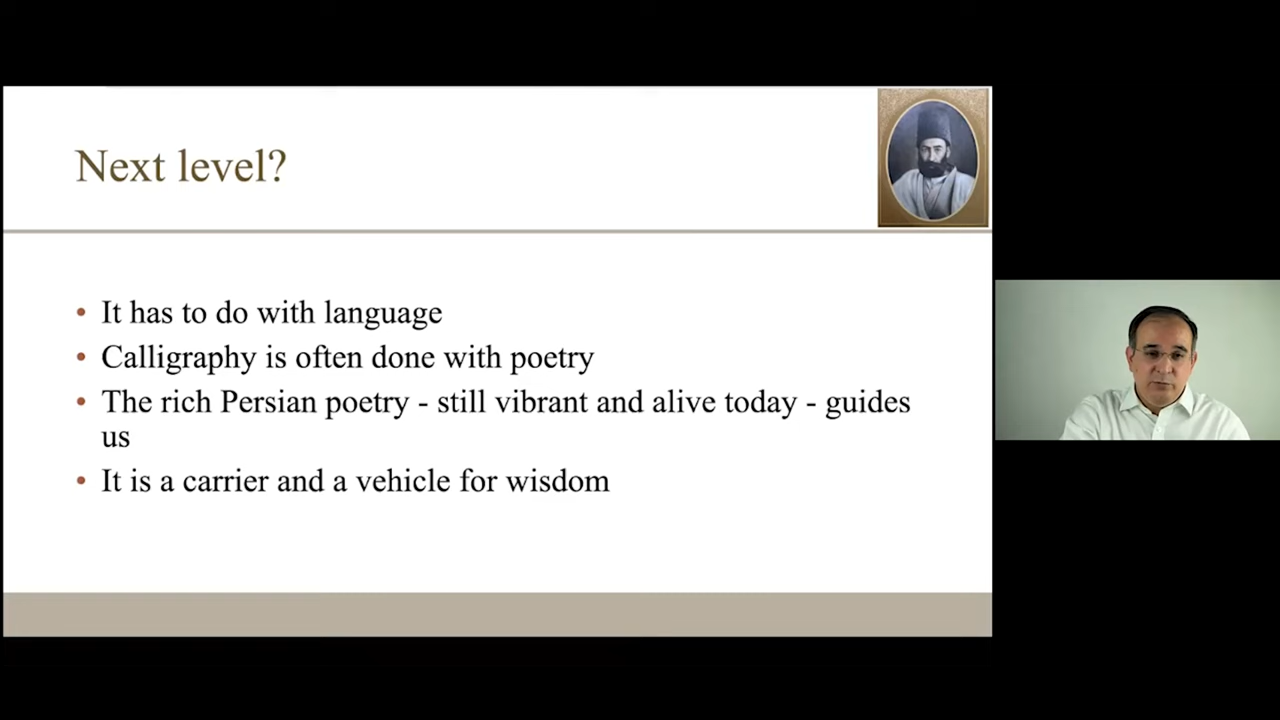 Next level?
• It has to do with language
• Calligraphy is often done with poetry
• The rich Persian poetry - still vibrant and alive today - guides
us
• It is a carrier and a vehicle for wisdom